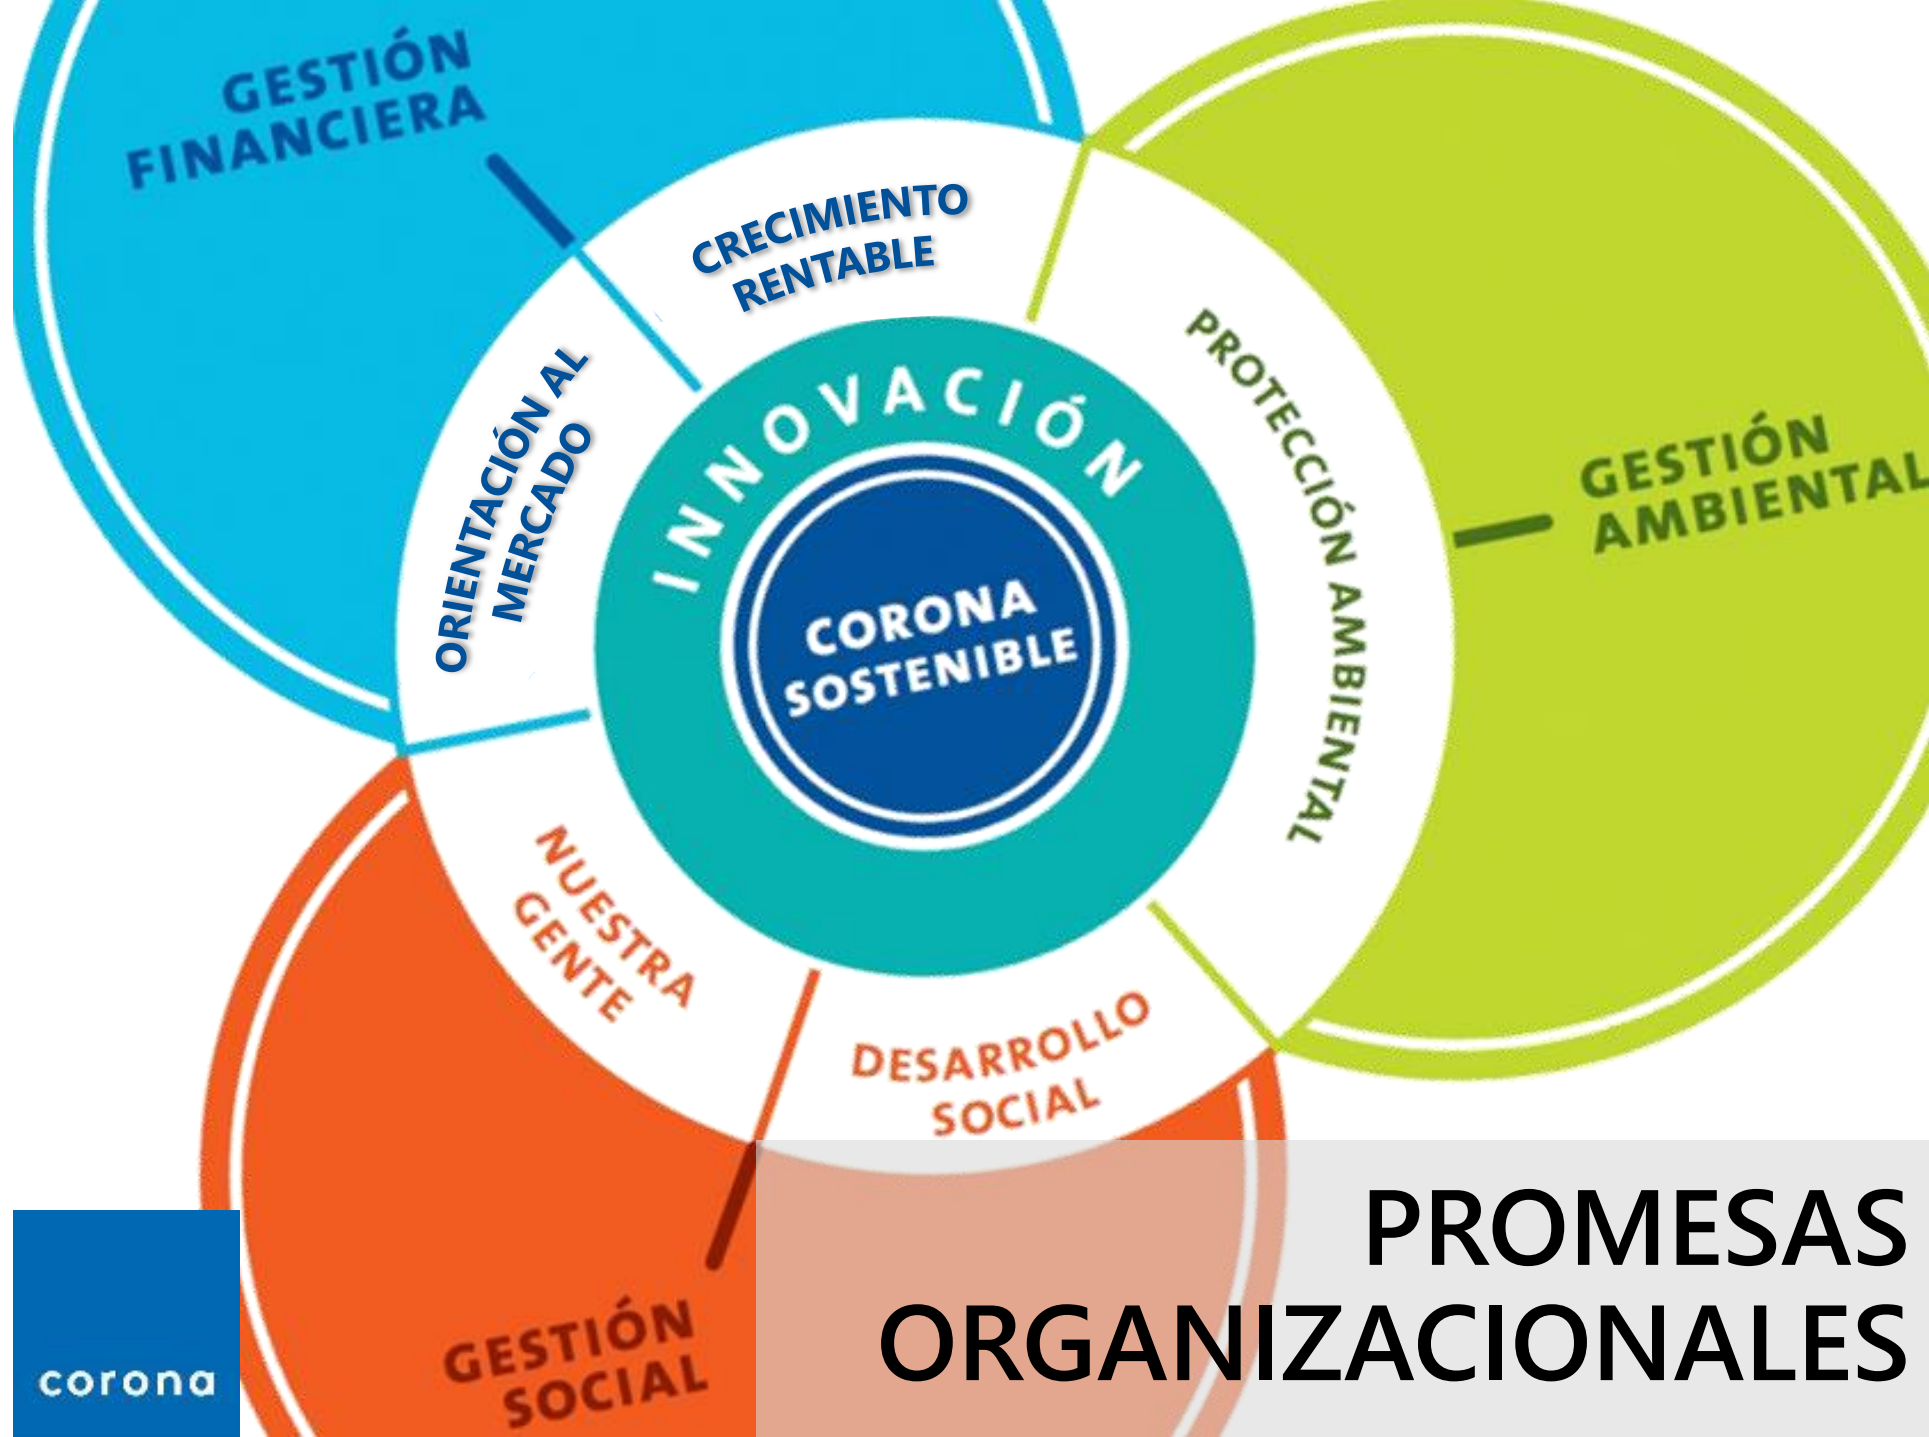 GESTIÓN
FINANCIERA
CRECIMIENTO
RENTABLE
ORIENTACIÓN AL
MERCADO
INNOVACIÓN
CORONA
SOSTENIBLE
PROTECCIÓN AMBIENTAL
GESTIÓN
AMBIENTAL
NUESTRA
GENTE
DESARROLLO
SOCIAL
GESTIÓN
SOCIAL
corona
PROMESAS
ORGANIZACIONALES